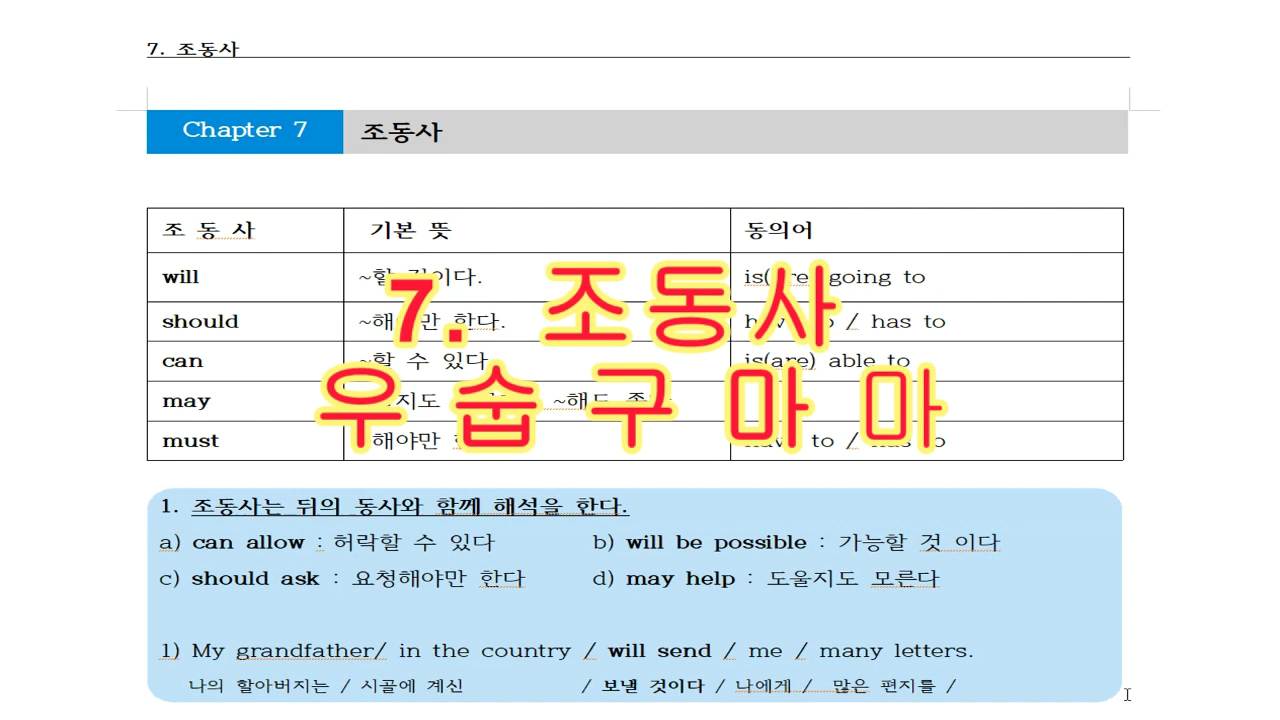 7. 조동사
Chapter 7 조동사
조 동 사 기본 뜻 동의어
will ~할 것이다. is(are) going to
should ~해야만 한다. have to / has to
can ~할 수 있다 is(are) able to
may ~해도
must 해야만 have to / has to
7. 조동사
우 숩 구 마 마
1. 조동사는 뒤의 동사와 함께 해석을 한다.
a) can allow : 허락할 수 있다 b) will be possible : 가능할 것 이다
c) should ask : 요청해야만 한다 d) may help : 도울지도 모른다
1) My grandfather/ in the country / will send / me / many letters.
나의 할아버지는 / 시골에 계신 / 보낼 것이다 / 나에게 / 많은 편지를 /